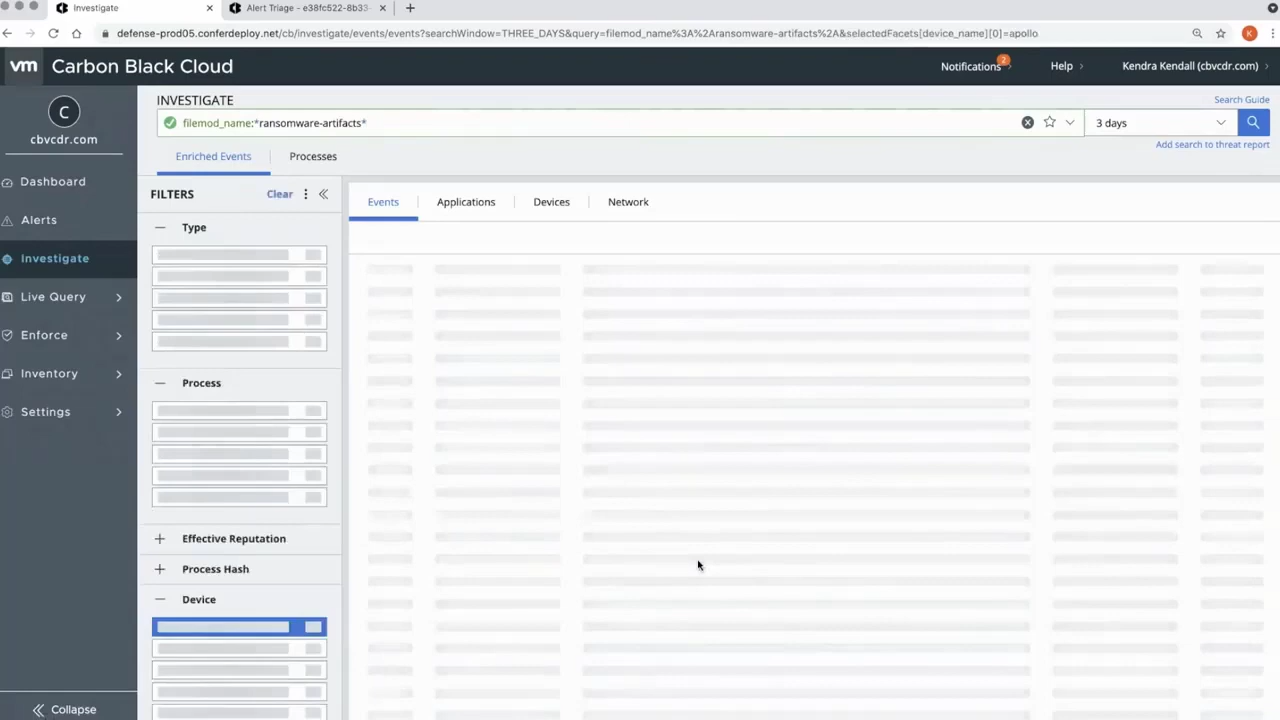 Investigate
Alert Triage - e38fc522-8b33-
defense-prod05.conferdeploy.net/cb/investigate/events/events?searchWindow=THREE_DAYS&query=filemod_name%3A%2Aransomware-artifacts%2A&selectedFacets[device_name][0]=apollo
K
vm Carbon Black Cloud
Notifications 2
Help
Kendra Kendall (cbvcdr.com)
C
cbvcdr.com
Dashboard
Alerts
Investigate
Live Query
Enforce
Inventory
Settings
Collapse
INVESTIGATE
Search Guide
filemod_name:*ransomware-artifacts*
3 days
Add search to threat report
Enriched Events
Processes
FILTERS
Clear
Type
Process
Effective Reputation
Process Hash
Device
Events
Applications
Devices
Network